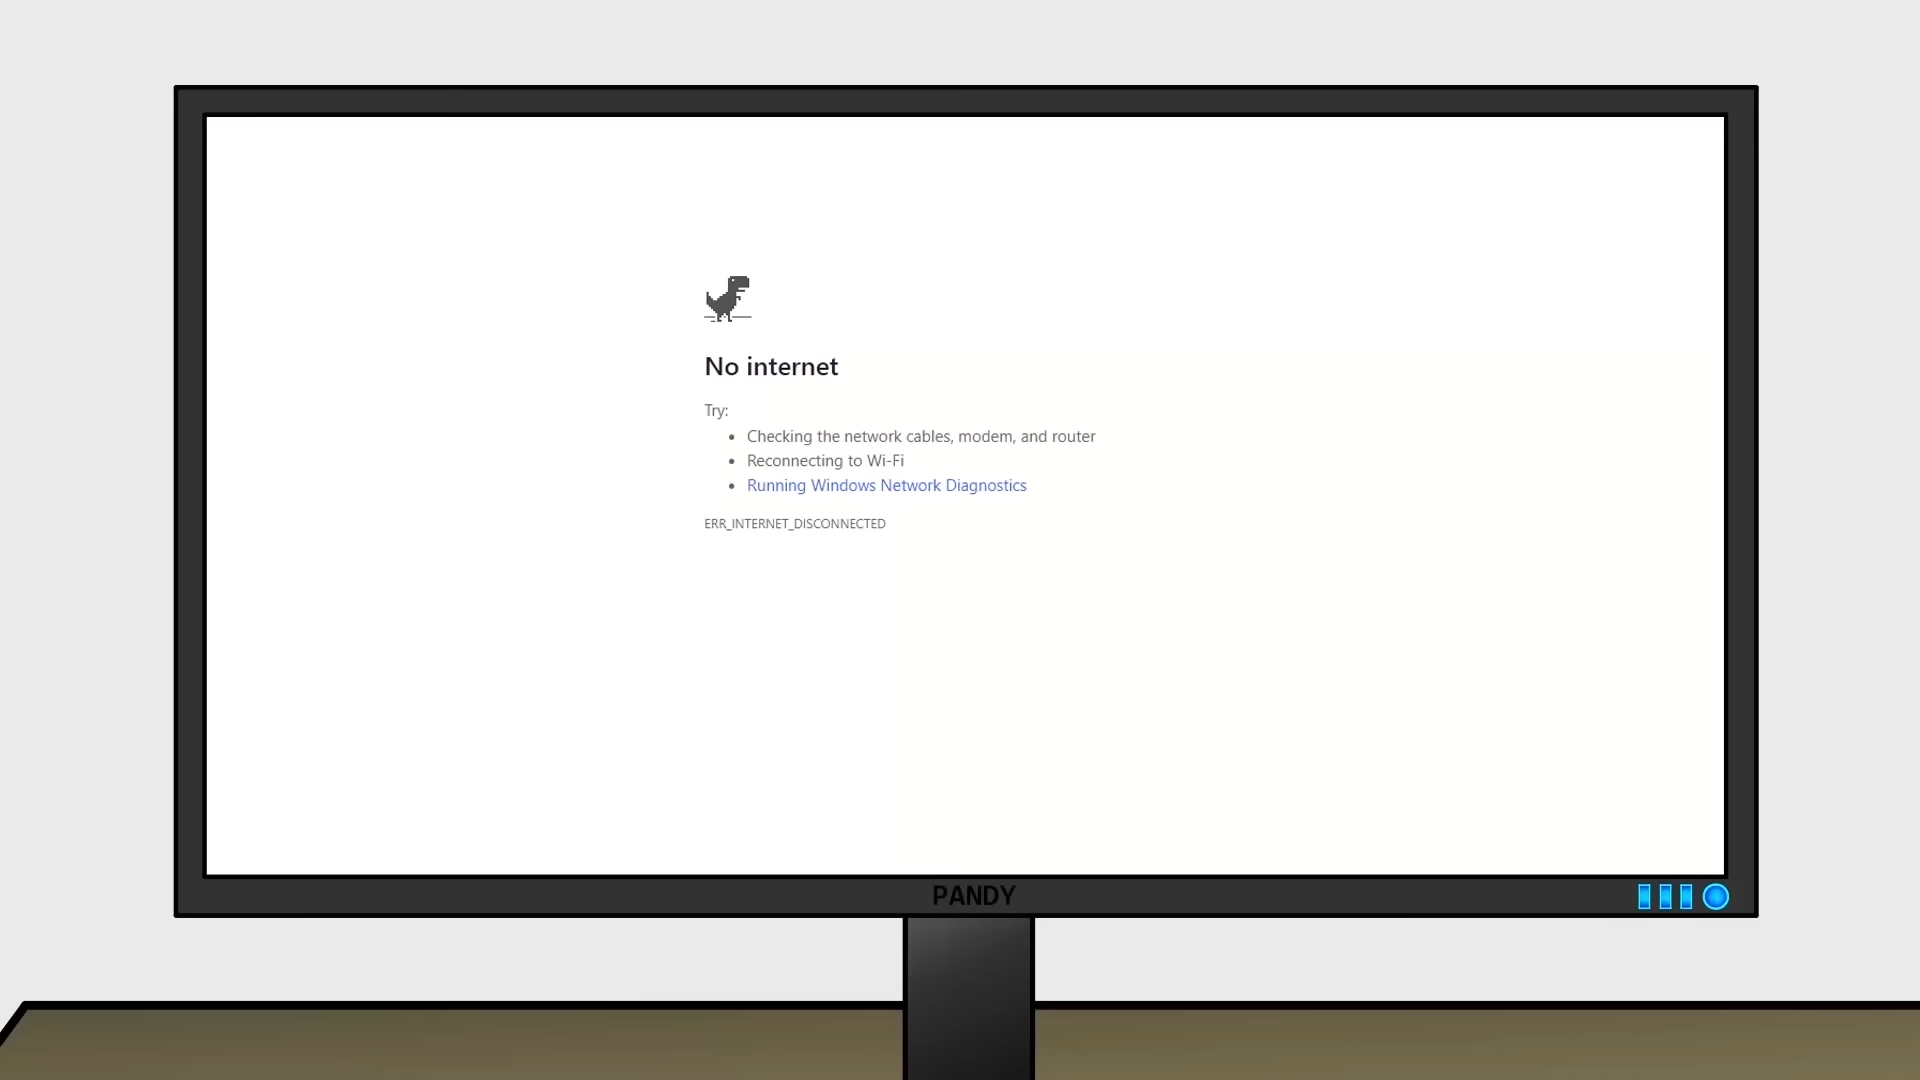 No internet
Try:
• Checking the network cables, modem, and router
• Reconnecting to Wi-Fi
• Running Windows Network Diagnostics
ERR_INTERNET_DISCONNECTED
PANDY